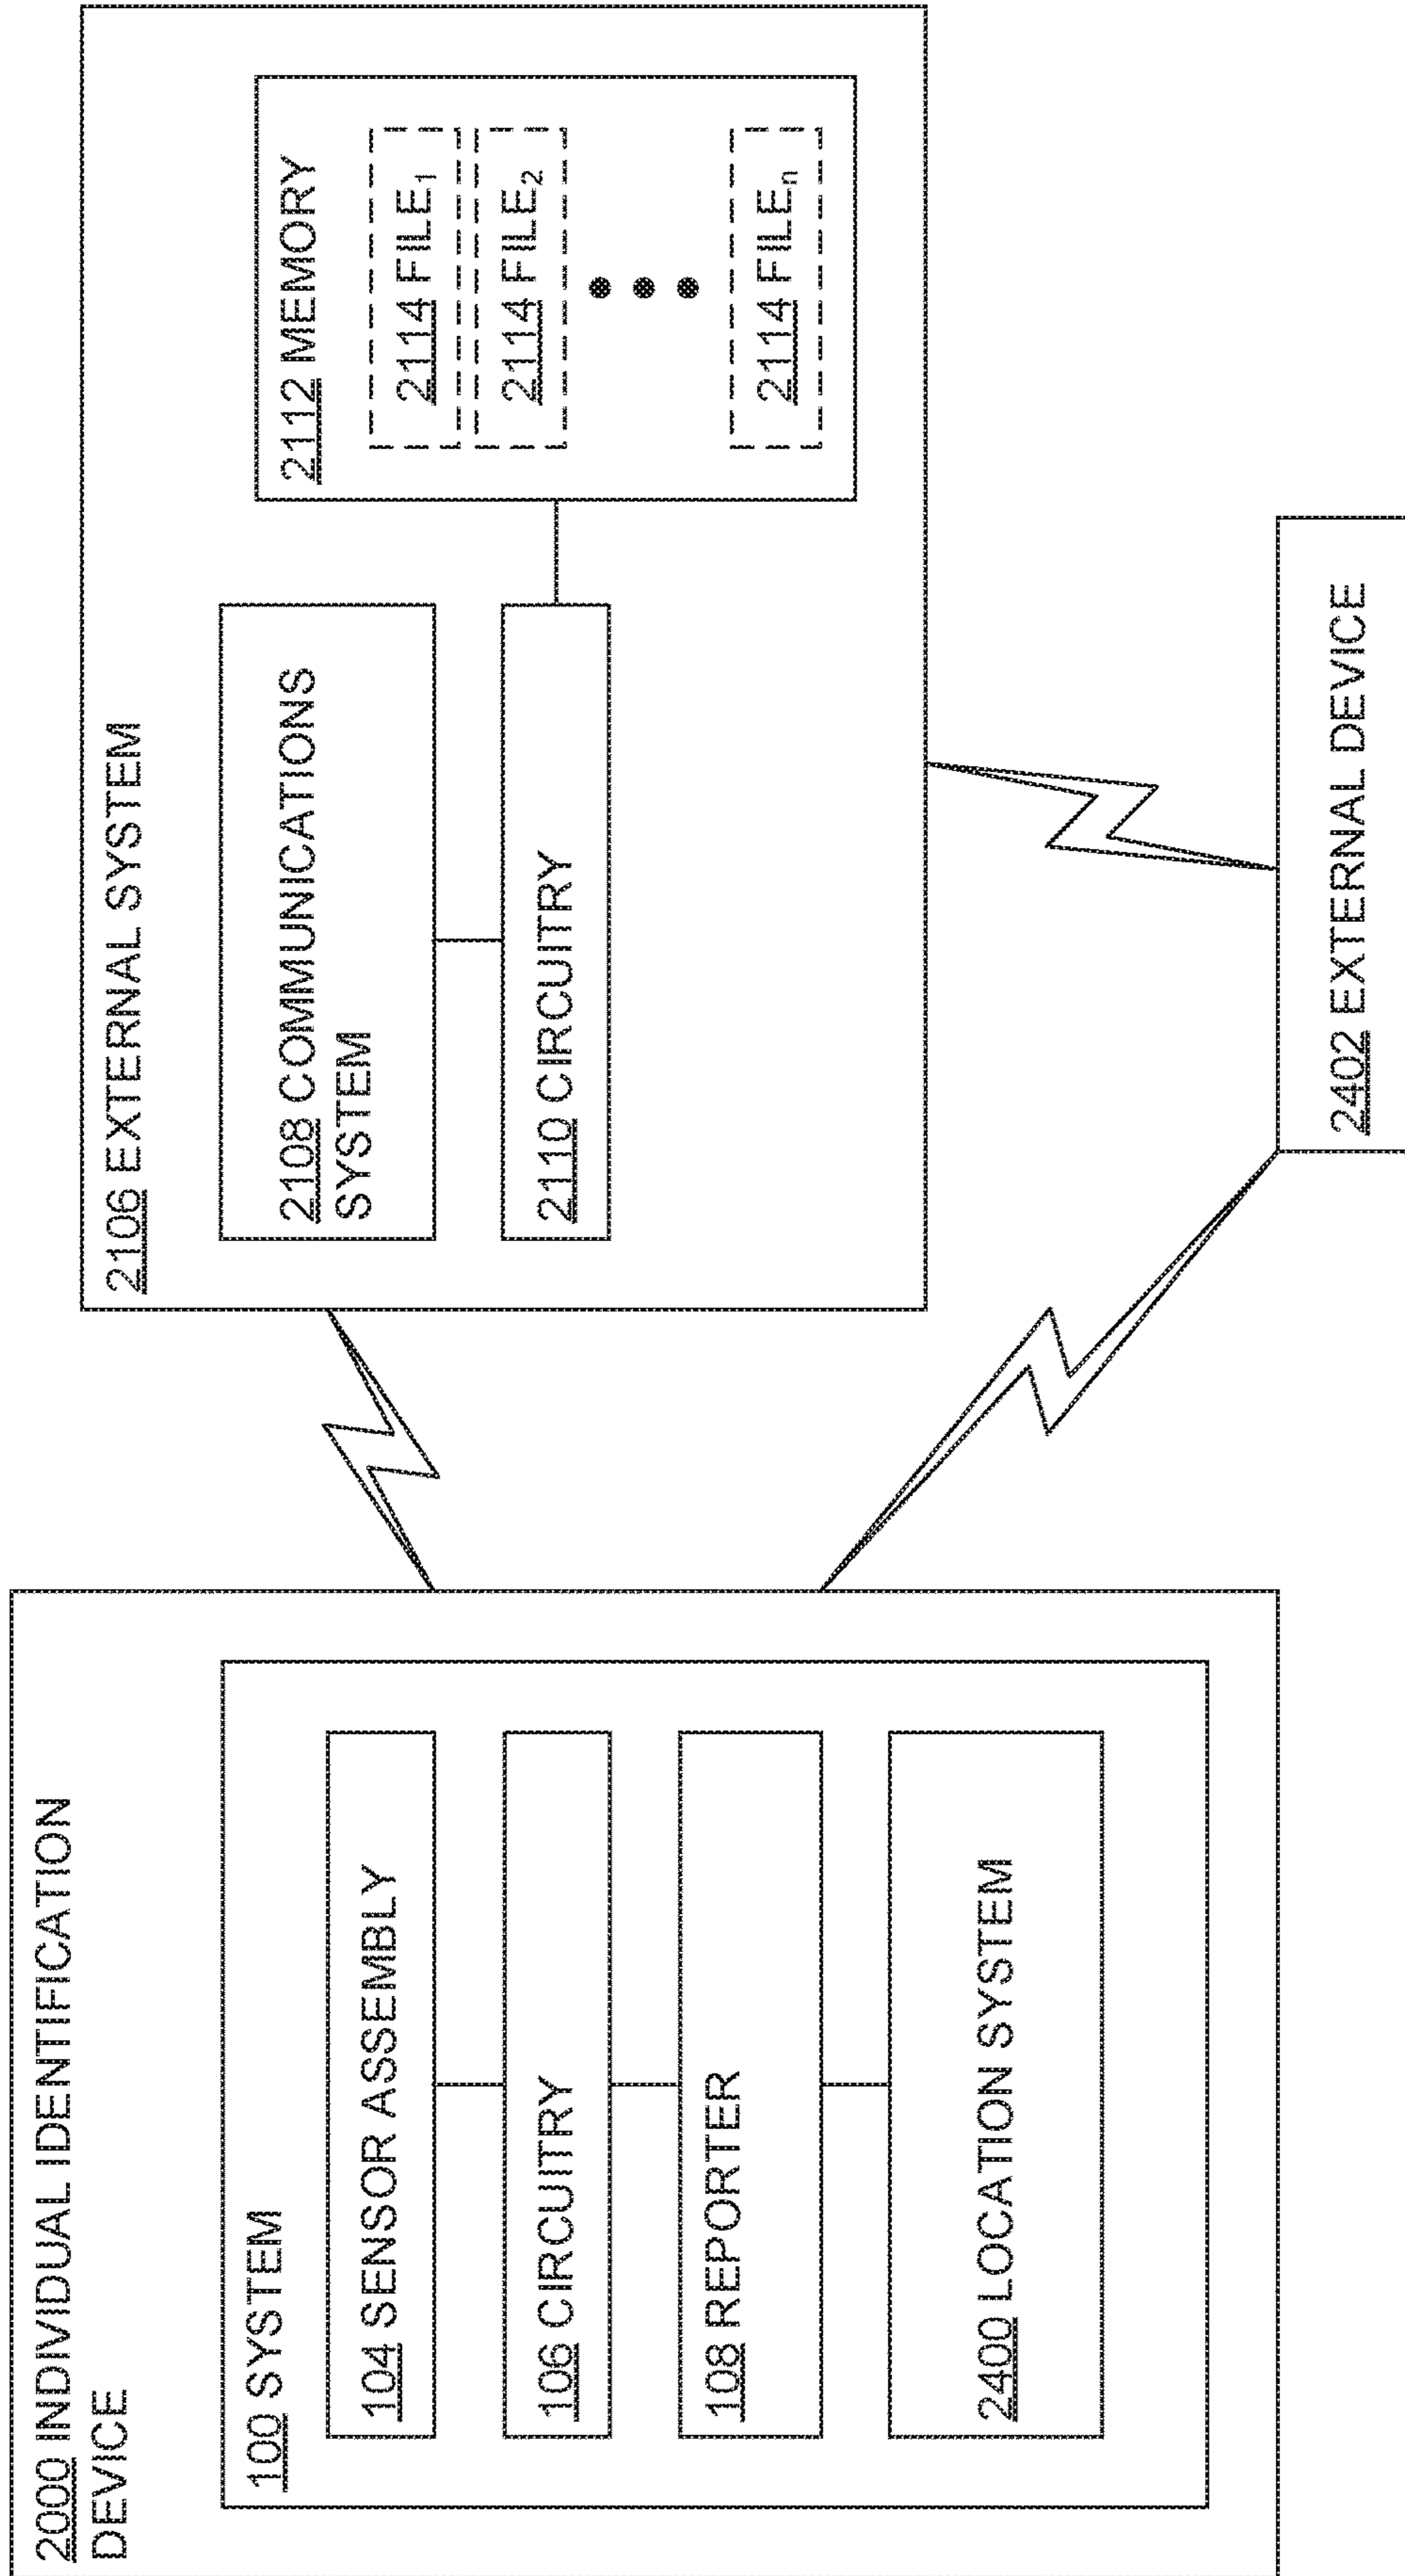 2000 INDIVIDUAL IDENTIFICATION
DEVICE
100 SYSTEM
104 SENSOR ASSEMBLY
106 CIRCUITRY
108 REPORTER
2400 LOCATION SYSTEM
2106 EXTERNAL SYSTEM
2108 COMMUNICATIONS
SYSTEM
2110 CIRCUITRY
2112 MEMORY
2114 FILE1
2114 FILE2
2114 FILEn
2402 EXTERNAL DEVICE